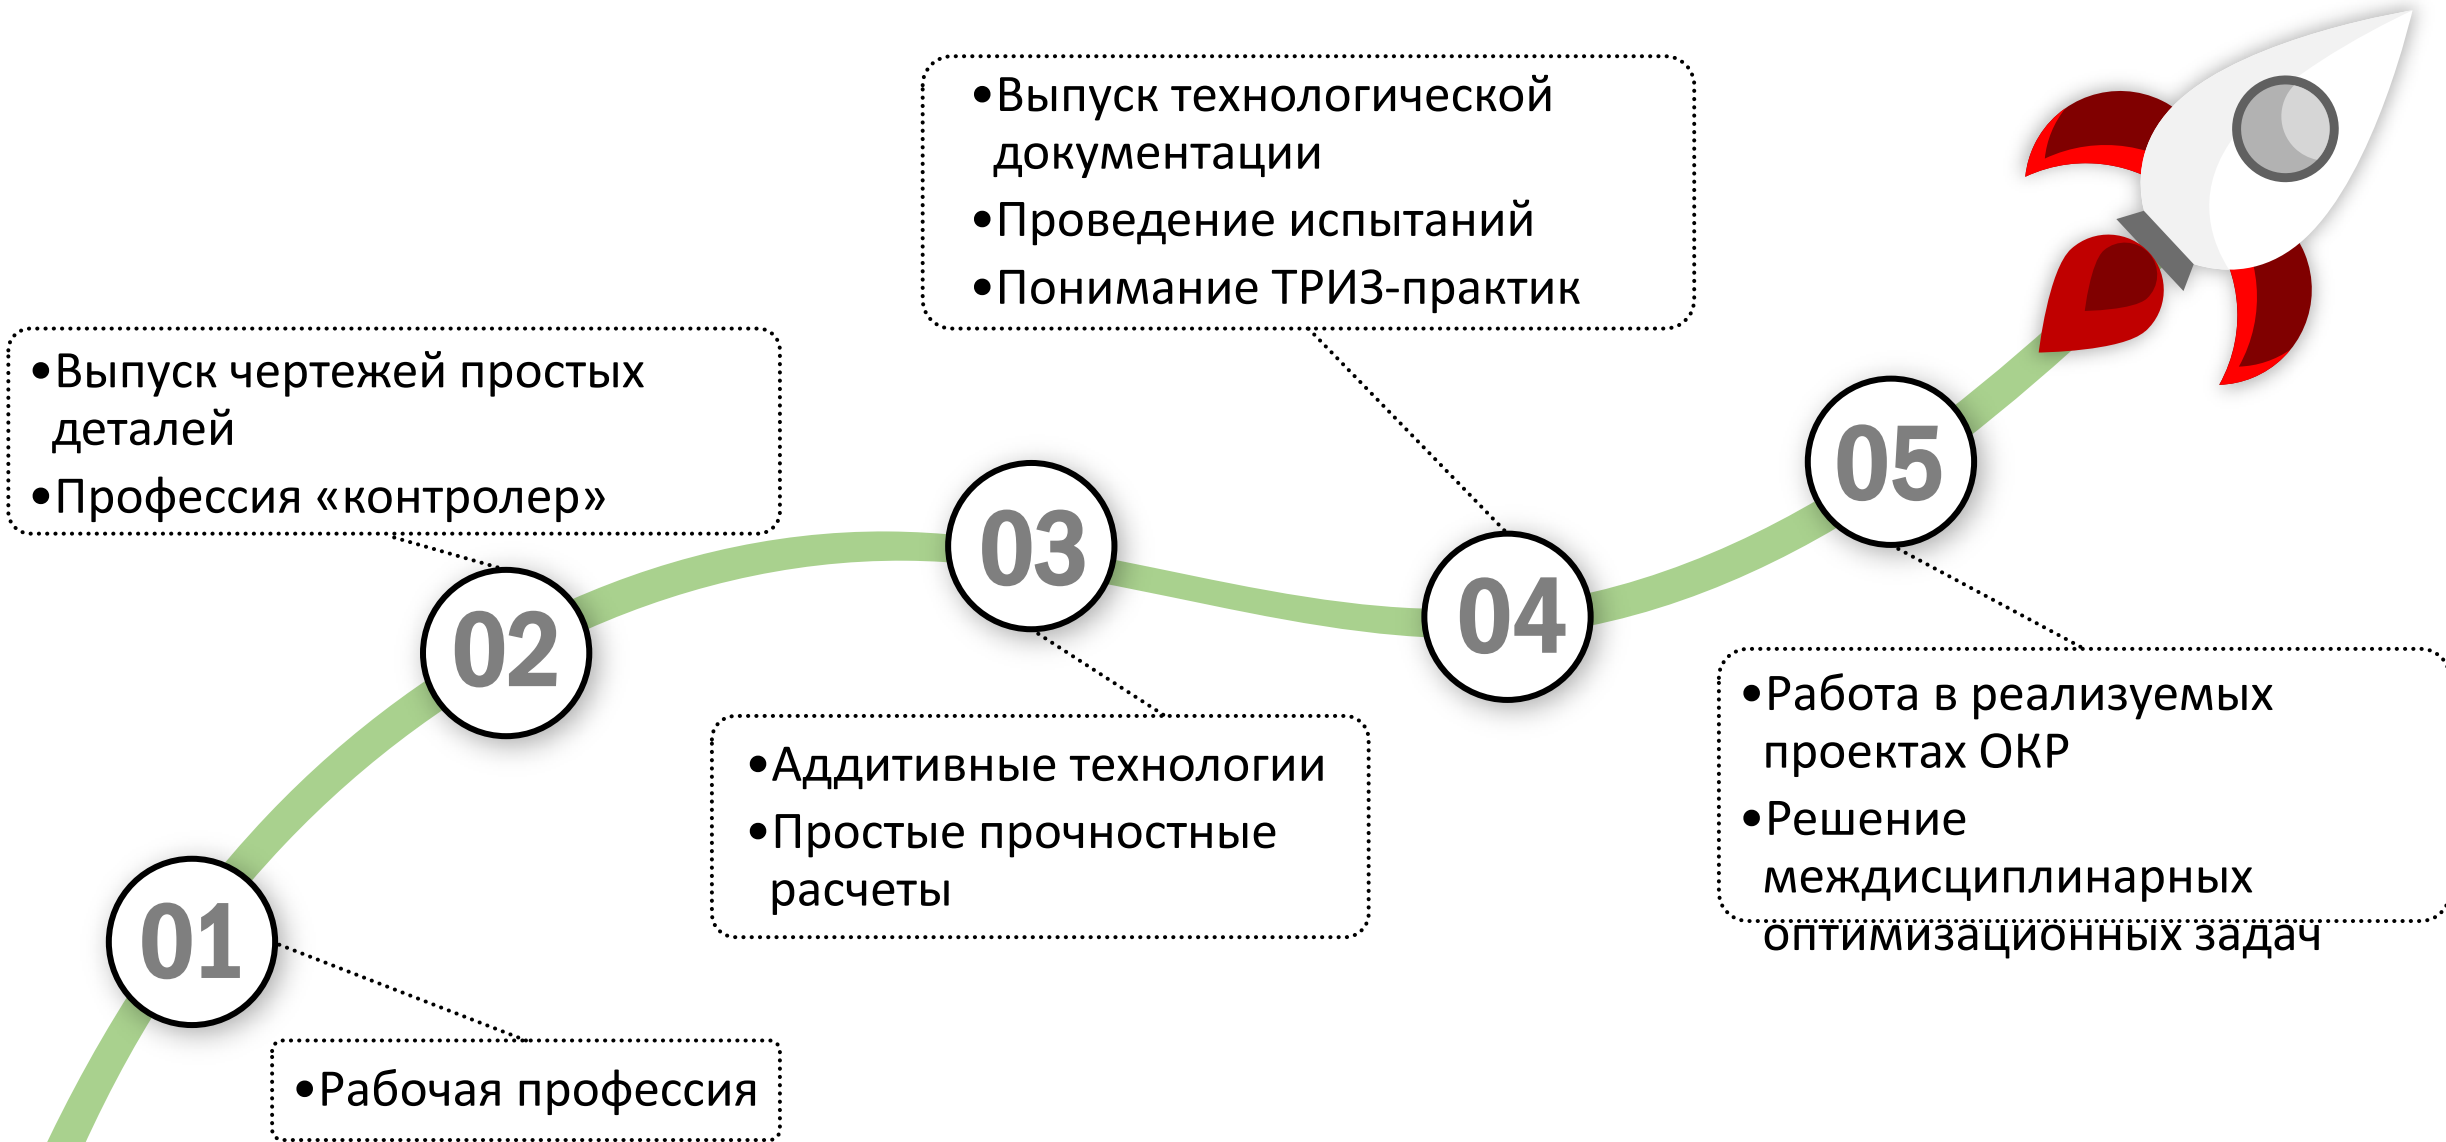 •Выпуск технологической
документации
•Проведение испытаний
•Понимание ТРИЗ-практик
•Выпуск чертежей простых
деталей
•Профессия «контролер»
05
03
04
02
•Работа в реализуемых
проектах ОКР
•Решение
междисциплинарных
оптимизационных задач
•Аддитивные технологии
•Простые прочностные
расчеты
01
•Рабочая профессия